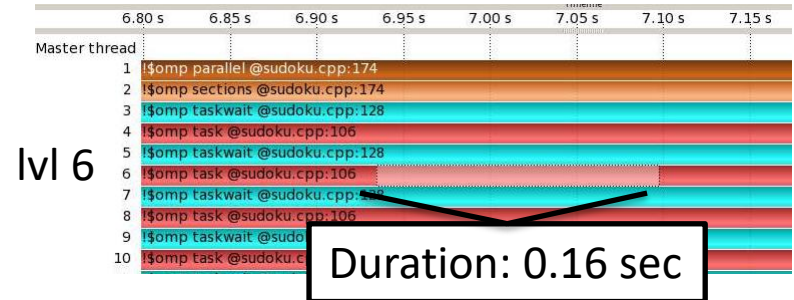 Timeline
6.80 s 6.85 s 6.90 s 6.95 s 7.00 s 7.05 s 7.10 s 7.15 s
Master thread
1 !$omp parallel @sudoku.cpp:174
2 !$omp sections @sudoku.cpp:174
3 !$omp taskwait @sudoku.cpp:128
4 !$omp task @sudoku.cpp:106
5 !$omp taskwait @sudoku.cpp:128
lvl 6
6 !$omp task @sudoku.cpp:106
7 !$omp taskwait @sudoku.cpp:128
8 !$omp task @sudoku.cpp:106
9 !$omp taskwait @sudo
10 !$omp task @sudoku.c
Duration: 0.16 sec